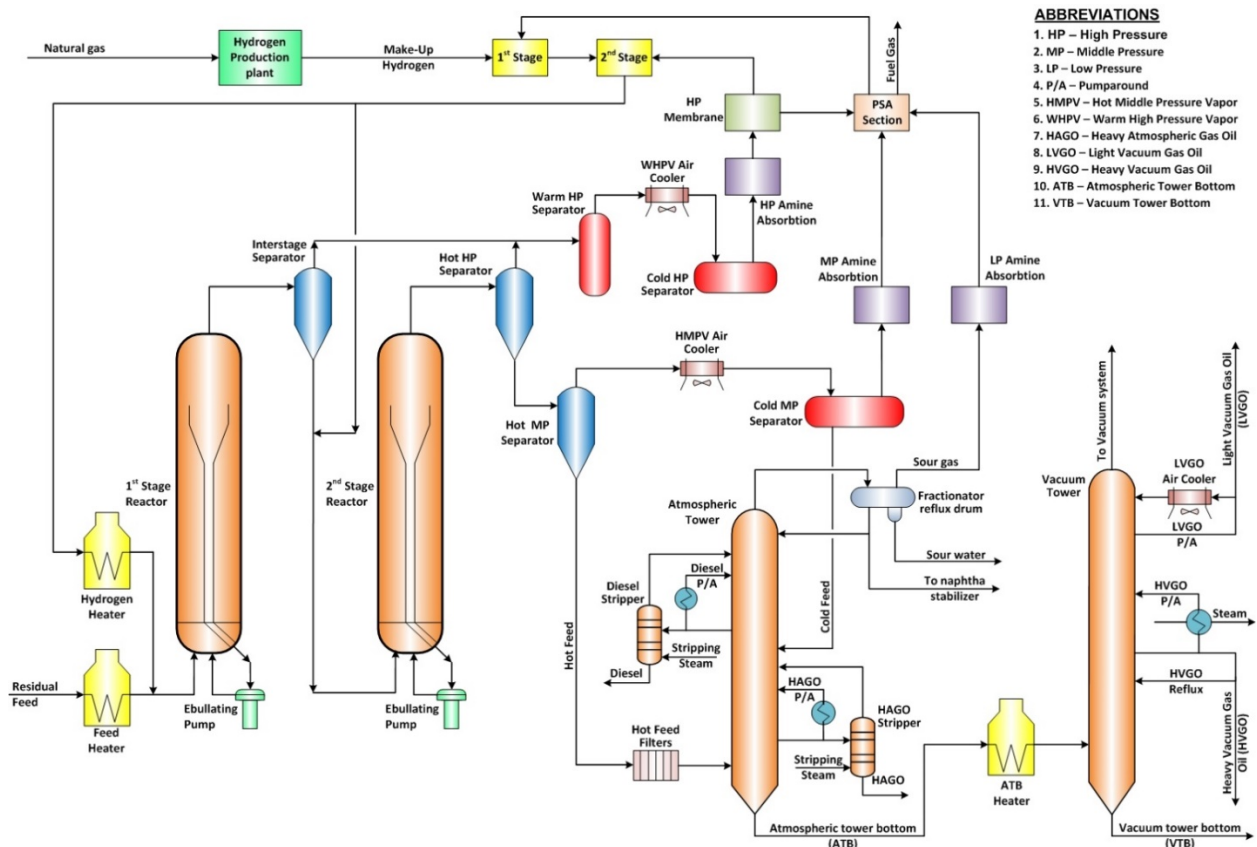 ABBREVIATIONS
1. HP – High Pressure
2. MP – Middle Pressure
3. LP – Low Pressure
4. P/A – Pumparound
5. HMPV – Hot Middle Pressure Vapor
6. WHPV – Warm High Pressure Vapor
7. HAGO – Heavy Atmospheric Gas Oil
8. LVGO – Light Vacuum Gas Oil
9. HVGO – Heavy Vacuum Gas Oil
10. ATB – Atmospheric Tower Bottom
11. VTB – Vacuum Tower Bottom
Natural gas
Hydrogen
Production
plant
Make-Up
Hydrogen
1st Stage
2nd Stage
Fuel Gas
HP
Membrane
PSA
Section
WHPV Air
Cooler
Warm HP
Separator
HP Amine
Absorbtion
Interstage
Separator
Hot HP
Separator
Cold HP
Separator
MP Amine
Absorbtion
LP Amine
Absorbtion
HMPV Air
Cooler
Hot MP
Separator
Cold MP
Separator
Sour gas
To Vacuum system
Light Vacuum Gas Oil
(LVGO)
Vacuum
Tower
LVGO
Air Cooler
LVGO
P/A
1st Stage
Reactor
2nd Stage
Reactor
Atmospheric
Tower
Fractionator
reflux drum
Sour water
To naphtha
stabilizer
Hydrogen
Heater
Diesel
P/A
Diesel
Stripper
Stripping
Steam
Diesel
Cold Feed
Hot Feed
HVGO
P/A
Steam
HVGO
Reflux
Heavy Vacuum Gas
Oil (HVGO)
Residual
Feed
Feed
Heater
Ebullating
Pump
Ebullating
Pump
Hot Feed
Filters
HAGO
P/A
HAGO
Stripper
Stripping
Steam
HAGO
ATB
Heater
Atmospheric tower bottom
(ATB)
Vacuum tower bottom
(VTB)